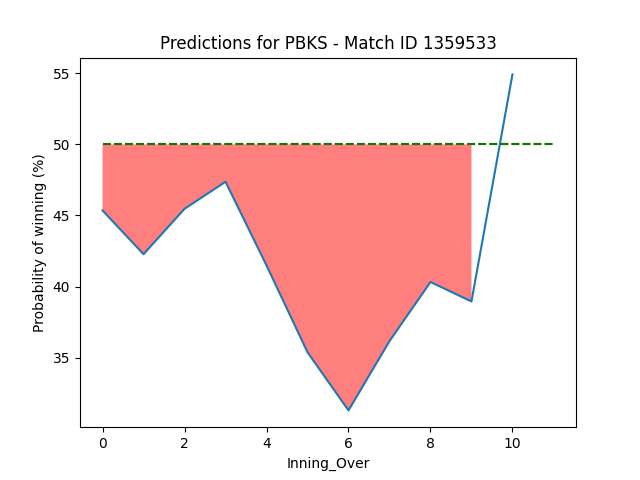 Predictions for PBKS - Match ID 1359533
Probability of winning (%)
55
50
45
40
35
0 2 4 6 8 10
Inning_Over